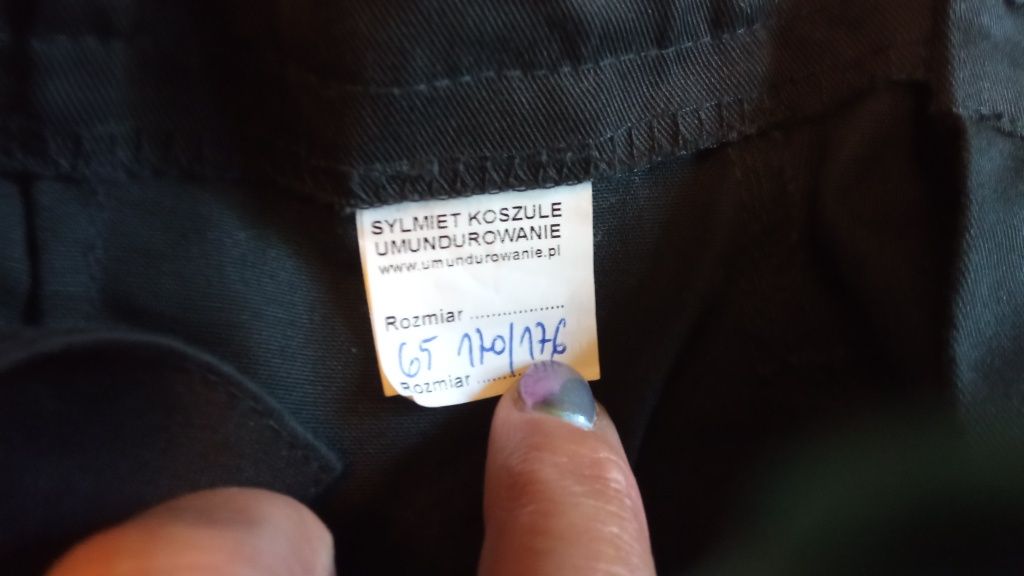 SYLMIET KOSZULE
UMUNDUROWANIE
www.umundurowanie.pl
Rozmiar ..................
65 170/176
Rozmiar ........